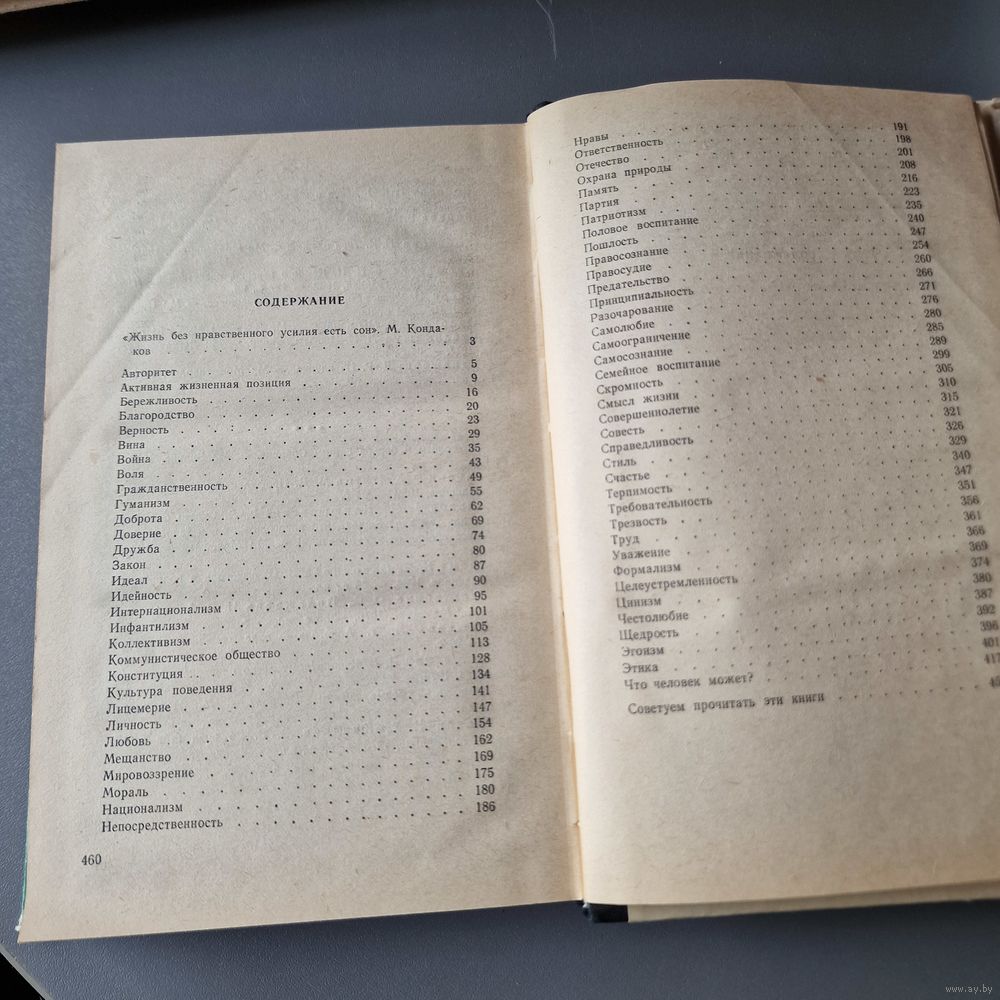 СОДЕРЖАНИЕ
«Жизнь без нравственного усилия есть сон». М. Конда-
ков . . . 3
Авторитет . . . 5
Активная жизненная позиция . . . 9
Бережливость . . . 16
Благородство . . . 20
Верность . . . 23
Вина . . . 29
Война . . . 35
Воля . . . 43
Гражданственность . . . 49
Гуманизм . . . 55
Доброта . . . 62
Доверие . . . 69
Дружба . . . 74
Закон . . . 80
Идеал . . . 87
Идейность . . . 90
Интернационализм . . . 95
Инфантилизм . . . 101
Коллективизм . . . 105
Коммунистическое общество . . . 113
Конституция . . . 128
Культура поведения . . . 134
Лицемерие . . . 141
Личность . . . 147
Любовь . . . 154
Мещанство . . . 162
Мировоззрение . . . 169
Мораль . . . 175
Национализм . . . 180
Непосредственность . . . 186
460
Нравы . . . 191
Ответственность . . . 198
Отечество . . . 201
Охрана природы . . . 208
Память . . . 216
Партия . . . 223
Патриотизм . . . 235
Половое воспитание . . . 240
Пошлость . . . 247
Правосознание . . . 254
Правосудие . . . 260
Предательство . . . 266
Принципиальность . . . 271
Разочарование . . . 276
Самолюбие . . . 280
Самоограничение . . . 285
Самосознание . . . 289
Семейное воспитание . . . 299
Скромность . . . 305
Смысл жизни . . . 310
Совершеннолетие . . . 315
Совесть . . . 321
Справедливость . . . 326
Стиль . . . 329
Счастье . . . 340
Терпимость . . . 347
Требовательность . . . 351
Трезвость . . . 356
Труд . . . 361
Уважение . . . 366
Формализм . . . 369
Целеустремленность . . . 374
Цинизм . . . 380
Честолюбие . . . 387
Щедрость . . . 392
Эгоизм . . . 396
Этика . . . 401
Что человек может? . . . 417
Советуем прочитать эти книги . . .
www.ay.by